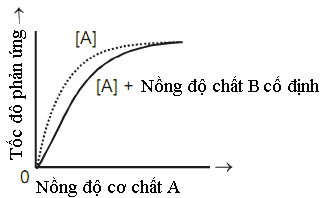 Tốc độ phản ứng →
[A]
[A] + Nồng độ chất B cố định
0
→
Nồng độ cơ chất A